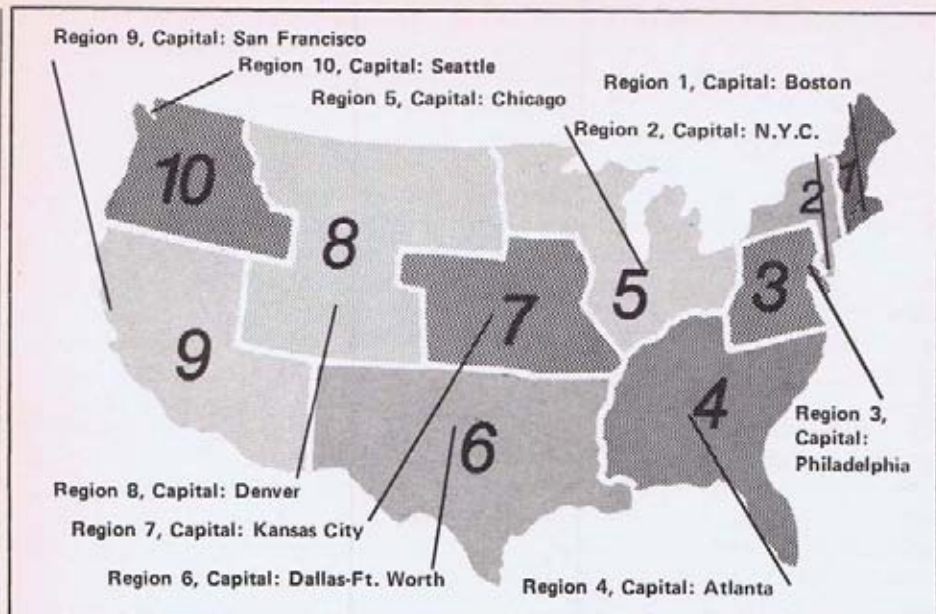 Region 9, Capital: San Francisco
Region 10, Capital: Seattle
Region 5, Capital: Chicago
Region 1, Capital: Boston
Region 2, Capital: N.Y.C.
10
8
9
7
6
5
4
3
2
1
Region 3,
Capital:
Philadelphia
Region 8, Capital: Denver
Region 7, Capital: Kansas City
Region 6, Capital: Dallas-Ft. Worth
Region 4, Capital: Atlanta